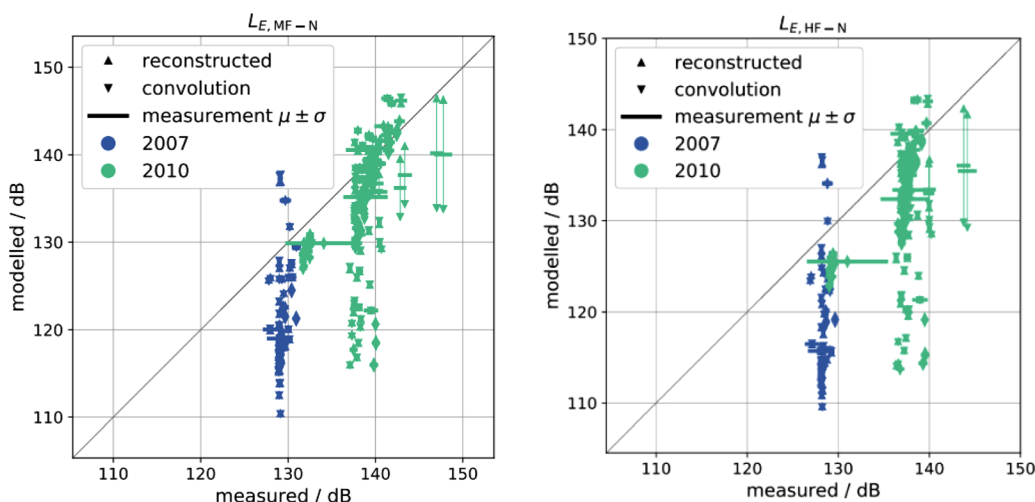 L_E, MF – N
150
140
130
120
110
modelled / dB
reconstructed
convolution
measurement μ ± σ
2007
2010
110 120 130 140 150
measured / dB
L_E, HF – N
150
140
130
120
110
modelled / dB
reconstructed
convolution
measurement μ ± σ
2007
2010
110 120 130 140 150
measured / dB